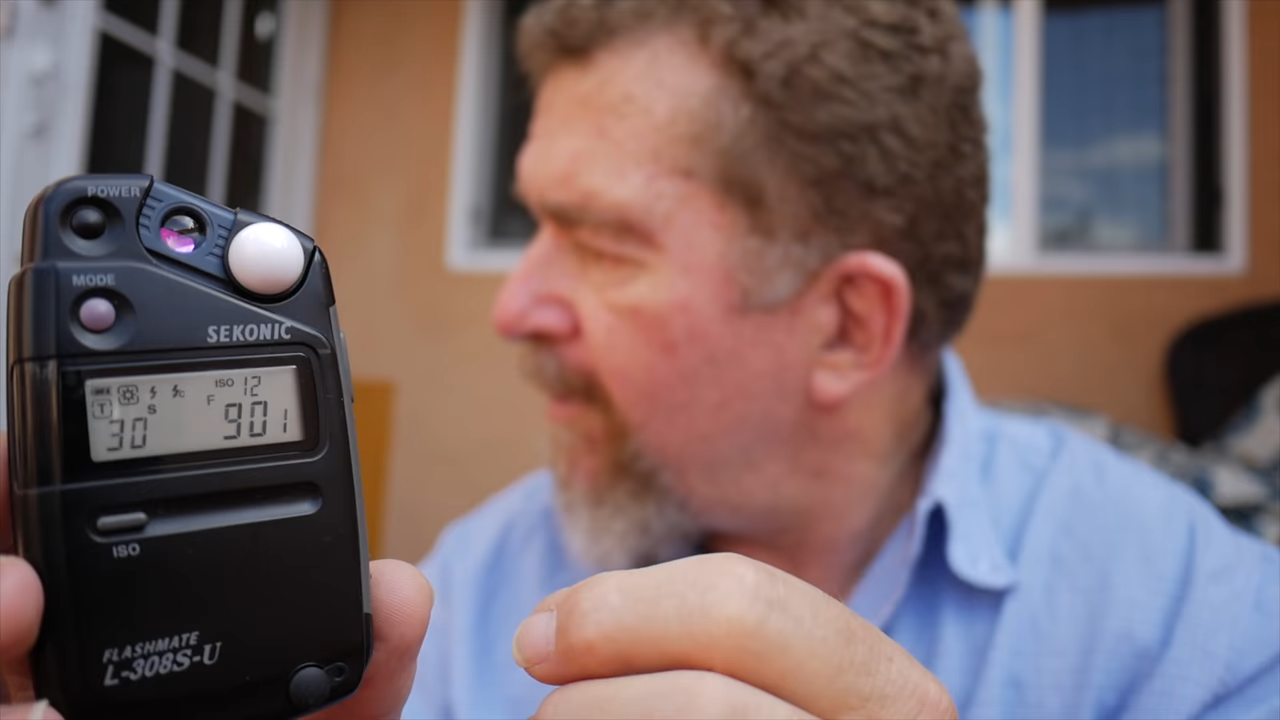 POWER
MODE
SEKONIC
ISO 12
T S F
30 90 1
ISO
FLASHMATE
L-308S-U